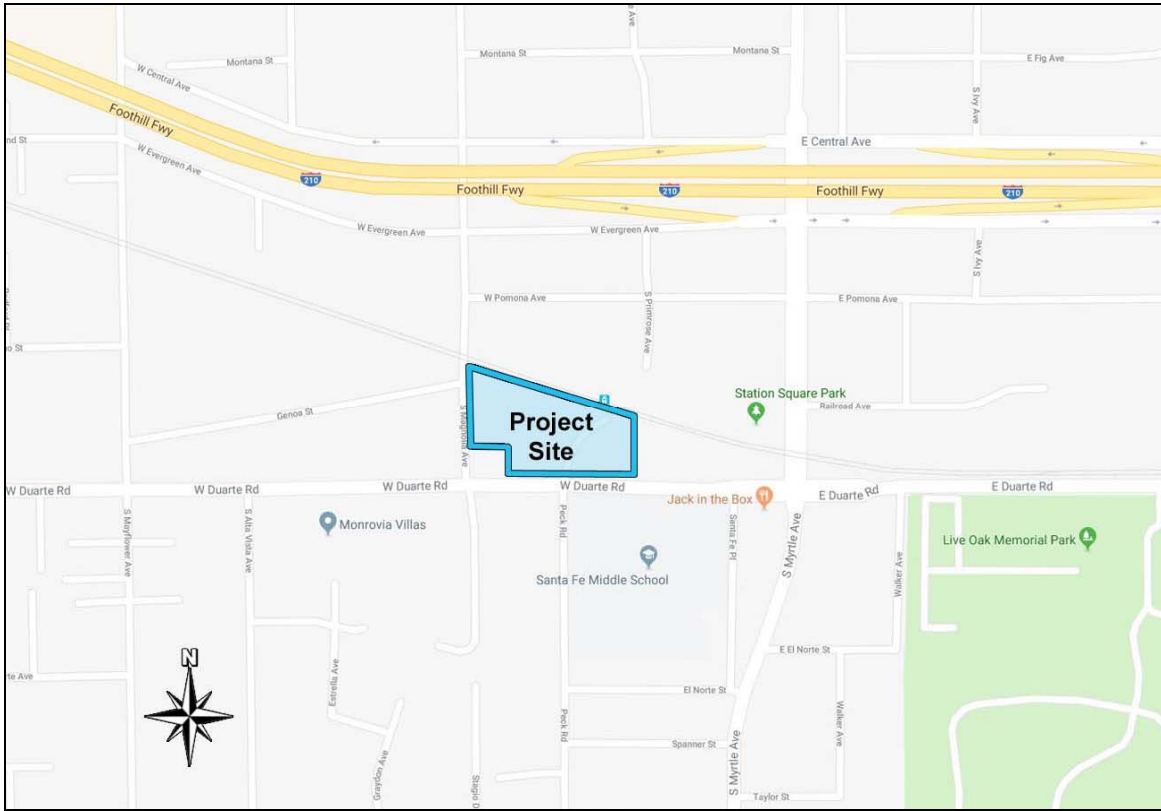 Montana St
Montana St
Montana St
E Fig Ave
W Central Ave
S Ivy Ave
Foothill Fwy
E Central Ave
W Evergreen Ave
210
Foothill Fwy
210
Foothill Fwy
210
W Evergreen Ave
W Evergreen Ave
S Ivy Ave
W Pomona Ave
E Pomona Ave
S Primrose Ave
Station Square Park
Railroad Ave
Genoa St
S Magnolia Ave
Project
Site
W Duarte Rd
W Duarte Rd
W Duarte Rd
W Duarte Rd
E Duarte Rd
E Duarte Rd
Jack in the Box
S Mayflower Ave
S Alta Vista Ave
Monrovia Villas
Peck Rd
Santa Fe Pl
S Myrtle Ave
Live Oak Memorial Park
Walker Ave
Santa Fe Middle School
E El Norte St
N
Estrella Ave
El Norte St
Walker Ave
Peck Rd
Graydon Ave
Spanner St
S Myrtle Ave
Taylor St